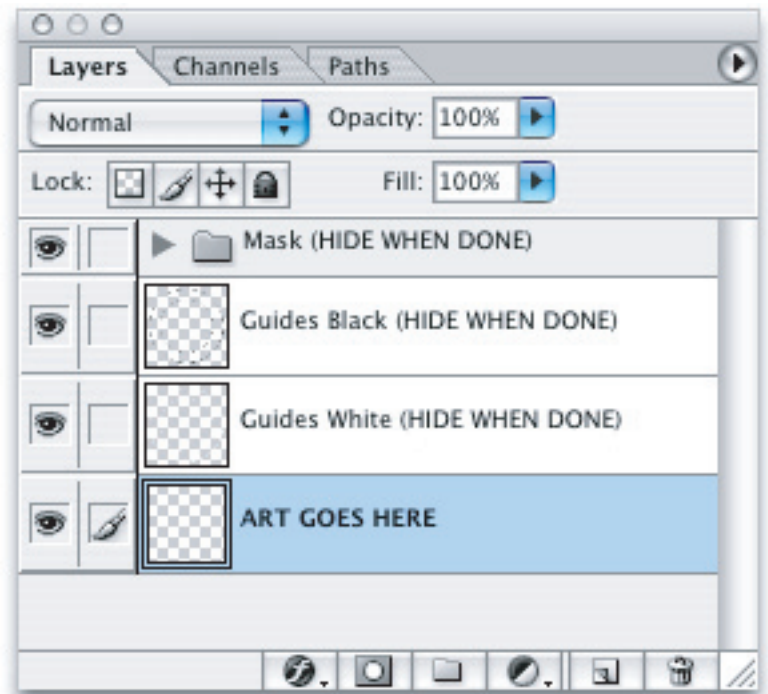 Layers Channels Paths
Normal Opacity: 100%
Lock: Fill: 100%
Mask (HIDE WHEN DONE)
Guides Black (HIDE WHEN DONE)
Guides White (HIDE WHEN DONE)
ART GOES HERE